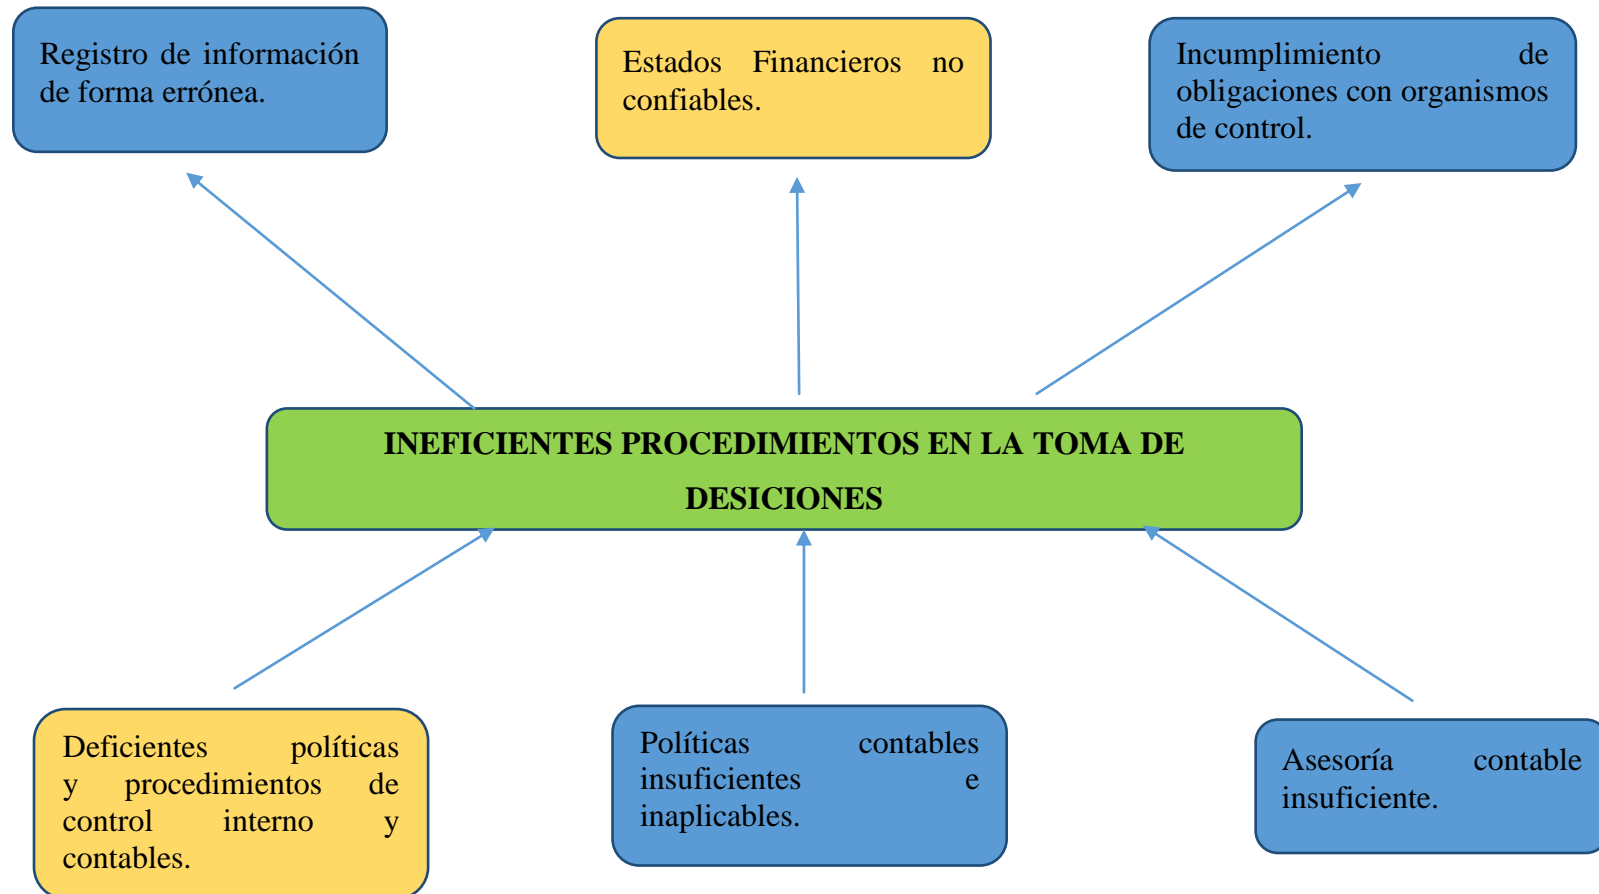 Registro de información
de forma errónea.
Estados Financieros no
confiables.
Incumplimiento de
obligaciones con organismos
de control.
INEFICIENTES PROCEDIMIENTOS EN LA TOMA DE
DESICIONES
Deficientes políticas
y procedimientos de
control interno y
contables.
Políticas contables
insuficientes e
inaplicables.
Asesoría contable
insuficiente.